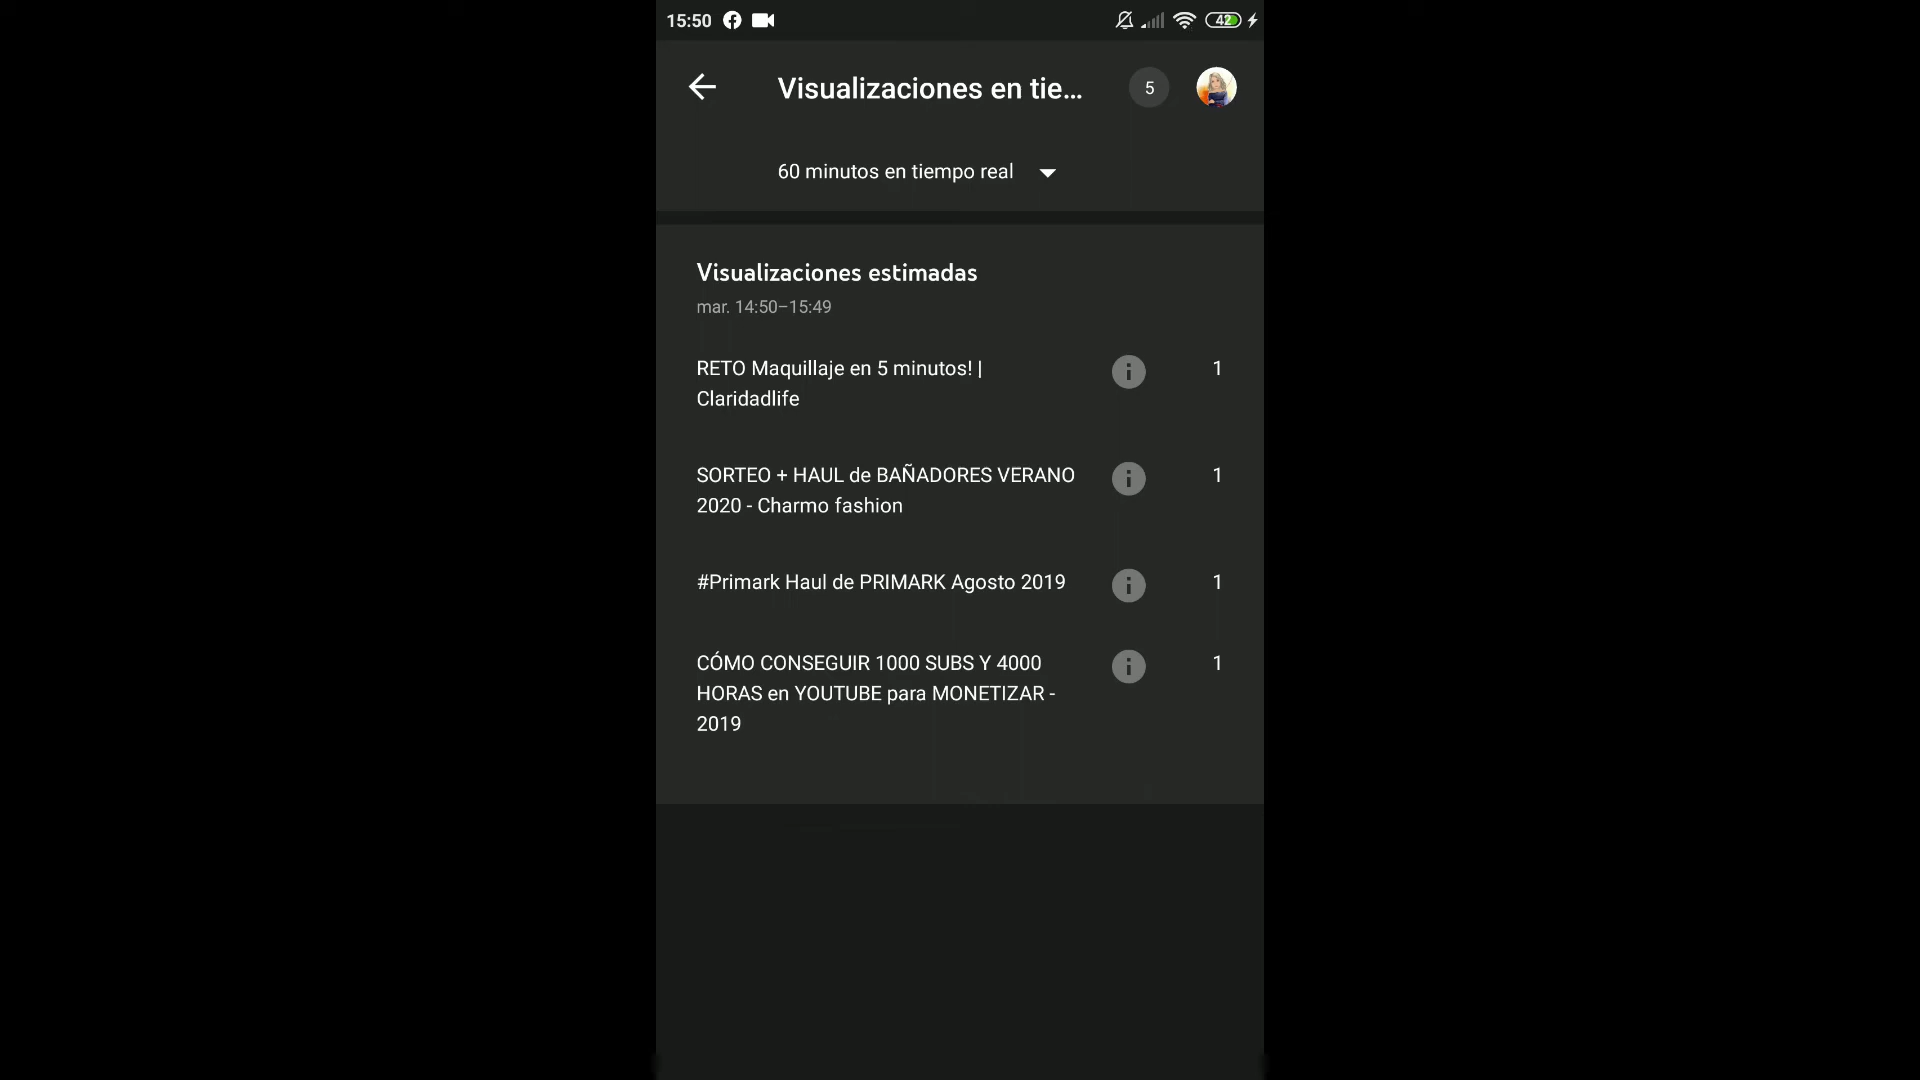 15:50
42
Visualizaciones en tie...
5
60 minutos en tiempo real
Visualizaciones estimadas
mar. 14:50–15:49
RETO Maquillaje en 5 minutos! | 1
Claridadlife
SORTEO + HAUL de BAÑADORES VERANO 1
2020 - Charmo fashion
#Primark Haul de PRIMARK Agosto 2019 1
CÓMO CONSEGUIR 1000 SUBS Y 4000 1
HORAS en YOUTUBE para MONETIZAR -
2019